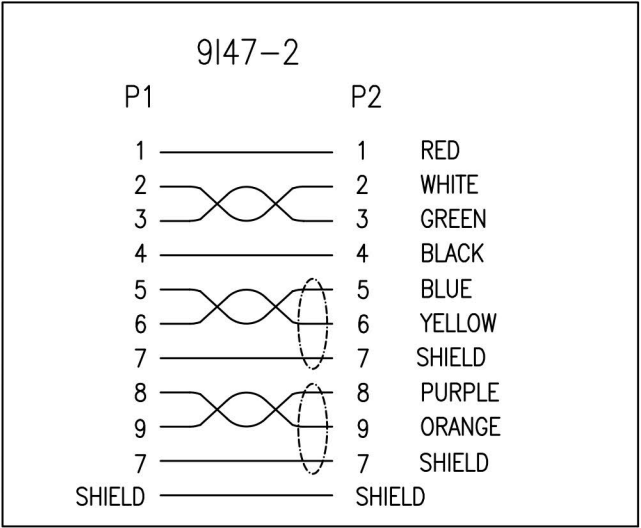 9147-2
P1 P2
1 1 RED
2 2 WHITE
3 3 GREEN
4 4 BLACK
5 5 BLUE
6 6 YELLOW
7 7 SHIELD
8 8 PURPLE
9 9 ORANGE
7 7 SHIELD
SHIELD SHIELD